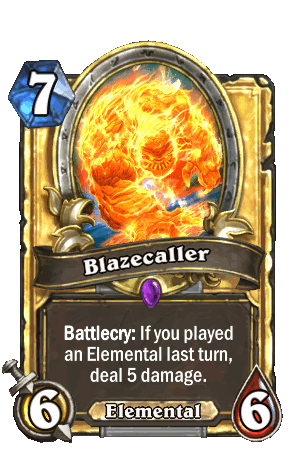 7
Blazecaller
Battlecry: If you played
an Elemental last turn,
deal 5 damage.
6
Elemental
6